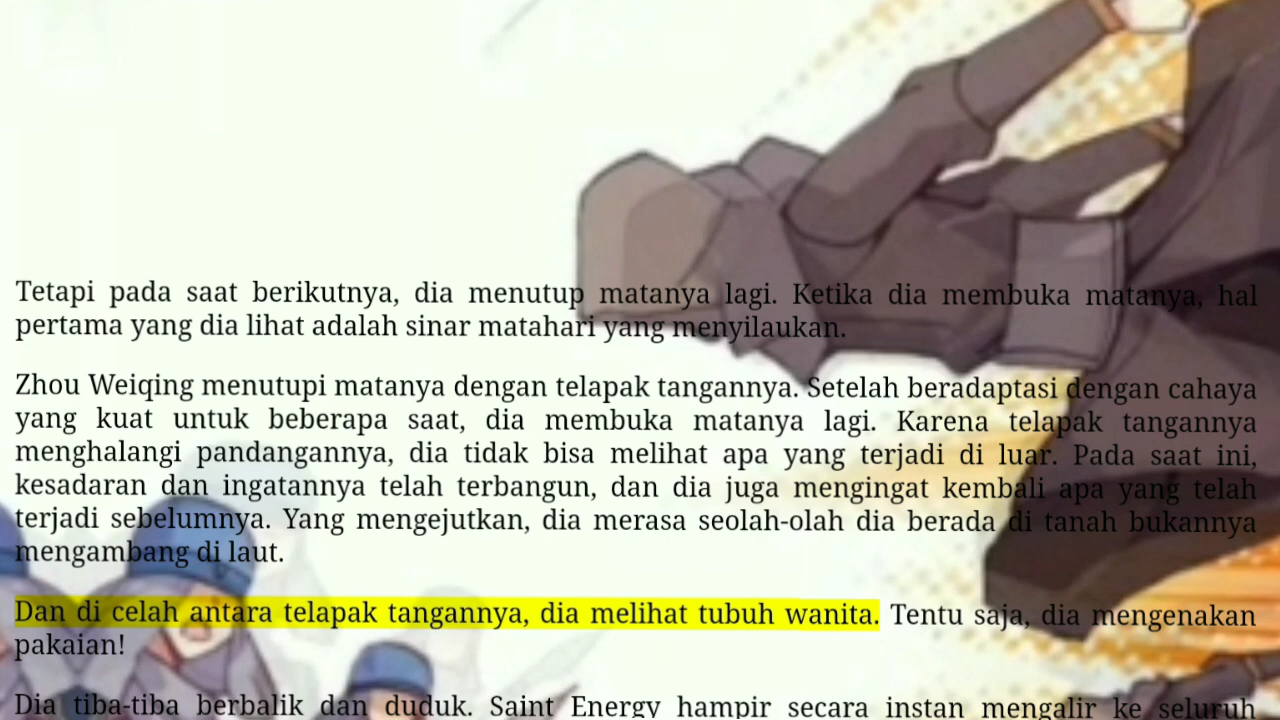 Tetapi pada saat berikutnya, dia menutup matanya lagi. Ketika dia membuka matanya, hal
pertama yang dia lihat adalah sinar matahari yang menyilaukan.
Zhou Weiqing menutupi matanya dengan telapak tangannya. Setelah beradaptasi dengan cahaya
yang kuat untuk beberapa saat, dia membuka matanya lagi. Karena telapak tangannya
menghalangi pandangannya, dia tidak bisa melihat apa yang terjadi di luar. Pada saat ini,
kesadaran dan ingatannya telah terbangun, dan dia juga mengingat kembali apa yang telah
terjadi sebelumnya. Yang mengejutkan, dia merasa seolah-olah dia berada di tanah bukannya
mengambang di laut.
Dan di celah antara telapak tangannya, dia melihat tubuh wanita. Tentu saja, dia mengenakan
pakaian!
Dia tiba-tiba berbalik dan duduk. Saint Energy hampir secara instan mengalir ke seluruh